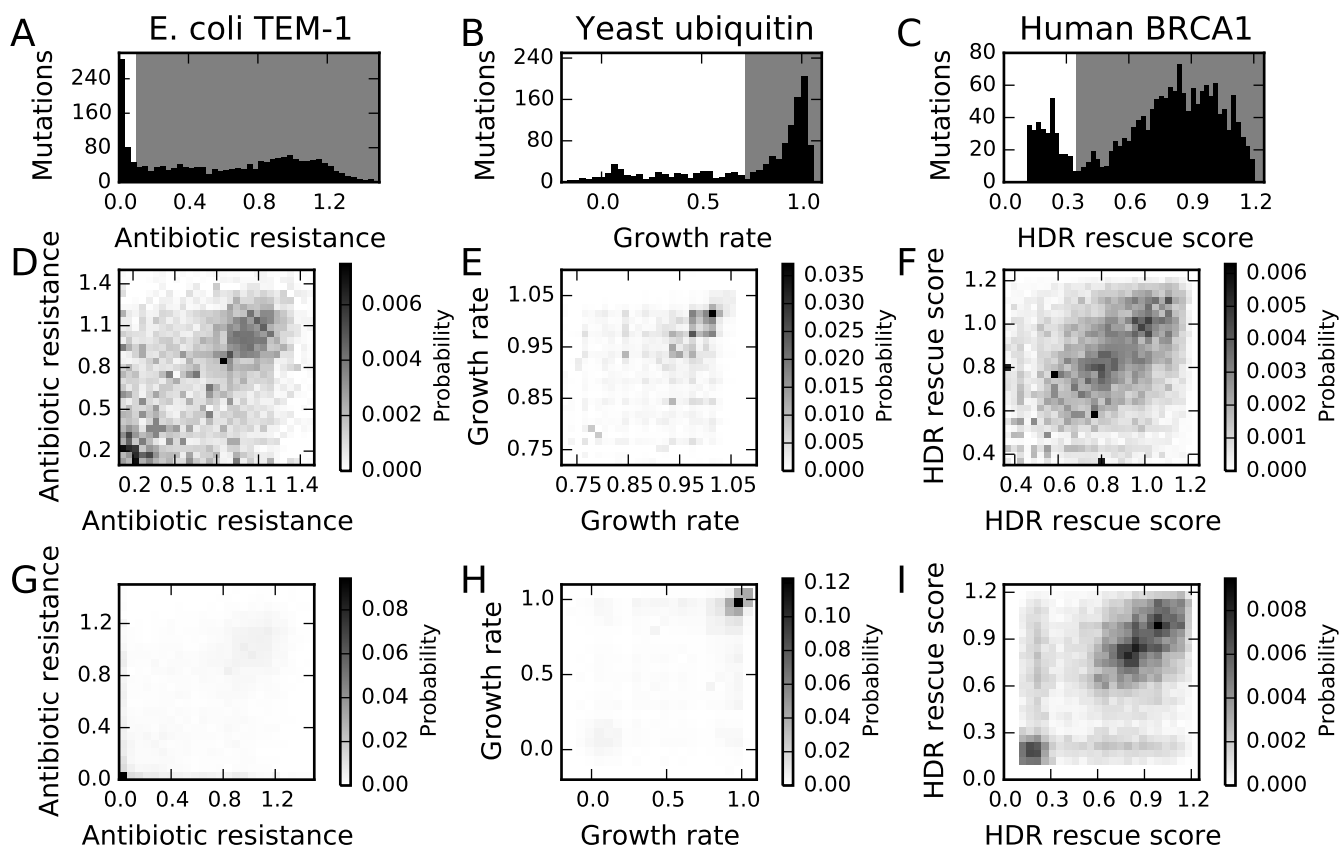 A
E. coli TEM-1
B
Yeast ubiquitin
C
Human BRCA1
Mutations
240
160
80
0
0.0 0.4 0.8 1.2
Antibiotic resistance
Mutations
240
160
80
0
0.0 0.5 1.0
Growth rate
Mutations
80
60
40
20
0
0.0 0.3 0.6 0.9 1.2
HDR rescue score
D
Antibiotic resistance
1.4
1.1
0.8
0.5
0.2
0.2 0.5 0.8 1.1 1.4
Antibiotic resistance
0.006
0.004
0.002
0.000
Probability
E
Growth rate
1.05
0.95
0.85
0.75
0.75 0.85 0.95 1.05
Growth rate
0.035
0.030
0.025
0.020
0.015
0.010
0.005
0.000
Probability
F
HDR rescue score
1.2
1.0
0.8
0.6
0.4
0.4 0.6 0.8 1.0 1.2
HDR rescue score
0.006
0.005
0.004
0.003
0.002
0.001
0.000
Probability
G
Antibiotic resistance
1.2
0.8
0.4
0.0
0.0 0.4 0.8 1.2
Antibiotic resistance
0.08
0.06
0.04
0.02
0.00
Probability
H
Growth rate
1.0
0.5
0.0
0.0 0.5 1.0
Growth rate
0.12
0.10
0.08
0.06
0.04
0.02
0.00
Probability
I
HDR rescue score
1.2
0.9
0.6
0.3
0.0
0.0 0.3 0.6 0.9 1.2
HDR rescue score
0.008
0.006
0.004
0.002
0.000
Probability